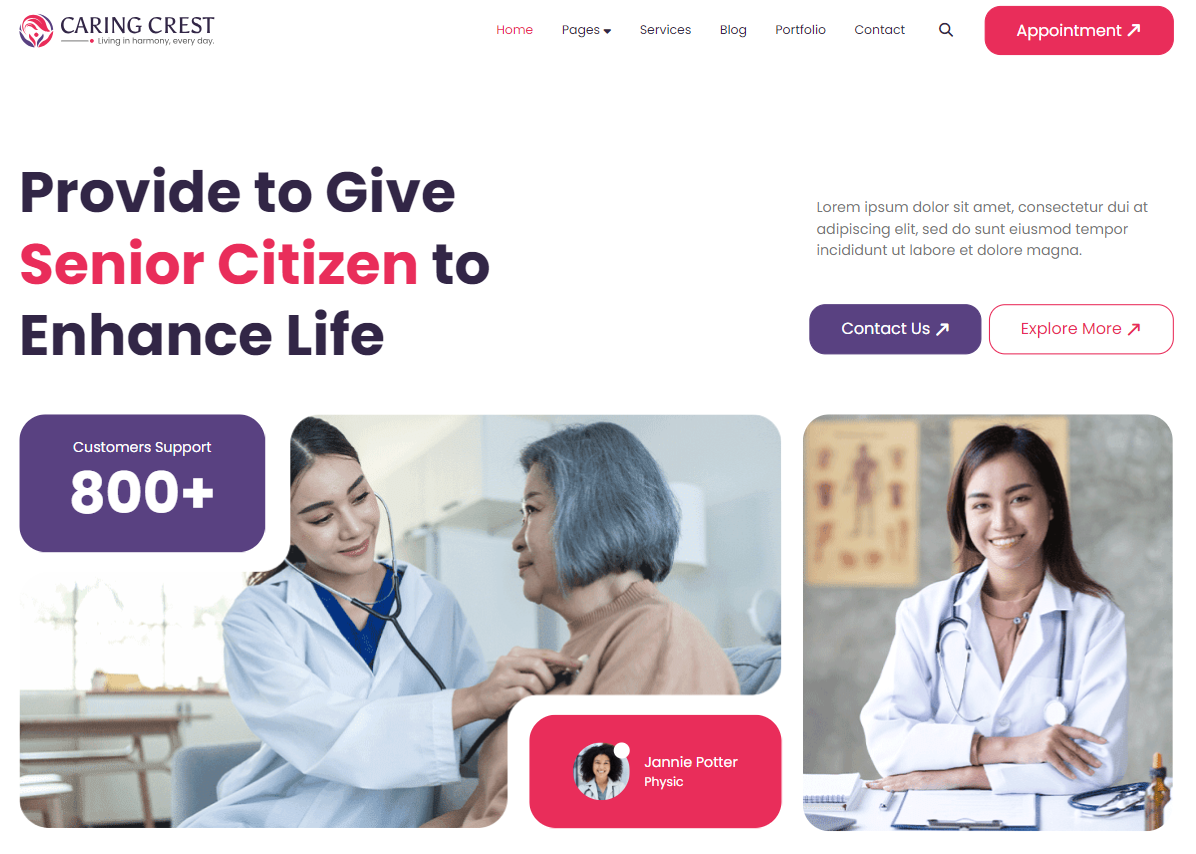 CARING CREST
Living in harmony, every day.
Home
Pages
Services
Blog
Portfolio
Contact
Appointment
Provide to Give
Senior Citizen to
Enhance Life
Lorem ipsum dolor sit amet, consectetur dui at
adipiscing elit, sed do sunt eiusmod tempor
incididunt ut labore et dolore magna.
Contact Us
Explore More
Customers Support
800+
Jannie Potter
Physic